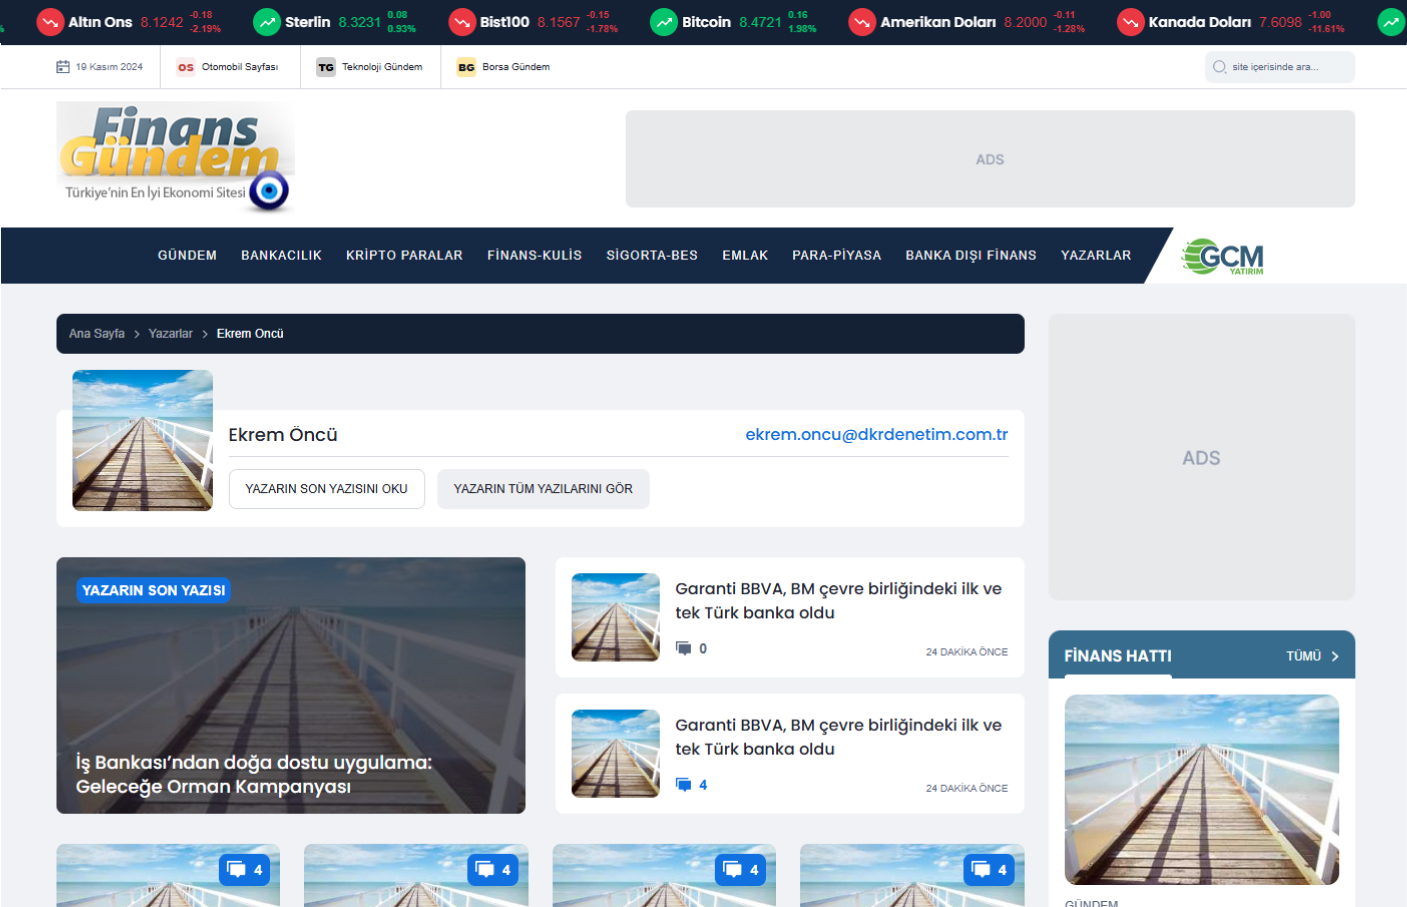 %
Altın Ons 8.1242 -0.18 -2.19%
Sterlin 8.3231 0.08 0.93%
Bist100 8.1567 -0.15 -1.78%
Bitcoin 8.4721 0.16 1.98%
Amerikan Doları 8.2000 -0.11 -1.28%
Kanada Doları 7.6098 -1.00 -11.61%
19 Kasım 2024
OS Otomobil Sayfası
TG Teknoloji Gündem
BG Borsa Gündem
site içerisinde ara...
Finans
Gündem
Türkiye'nin En İyi Ekonomi Sitesi
ADS
GÜNDEM BANKACILIK KRİPTO PARALAR FİNANS-KULİS SİGORTA-BES EMLAK PARA-PİYASA BANKA DIŞI FİNANS YAZARLAR
GCM
YATIRIM
Ana Sayfa > Yazarlar > Ekrem Oncü
Ekrem Öncü
ekrem.oncu@dkrdenetim.com.tr
YAZARIN SON YAZISINI OKU
YAZARIN TÜM YAZILARINI GÖR
ADS
YAZARIN SON YAZISI
İş Bankası'ndan doğa dostu uygulama:
Geleceğe Orman Kampanyası
Garanti BBVA, BM çevre birliğindeki ilk ve
tek Türk banka oldu
0
24 DAKİKA ÖNCE
Garanti BBVA, BM çevre birliğindeki ilk ve
tek Türk banka oldu
4
24 DAKİKA ÖNCE
FİNANS HATTI
TÜMÜ >
4
4
4
4
GÜNDEM